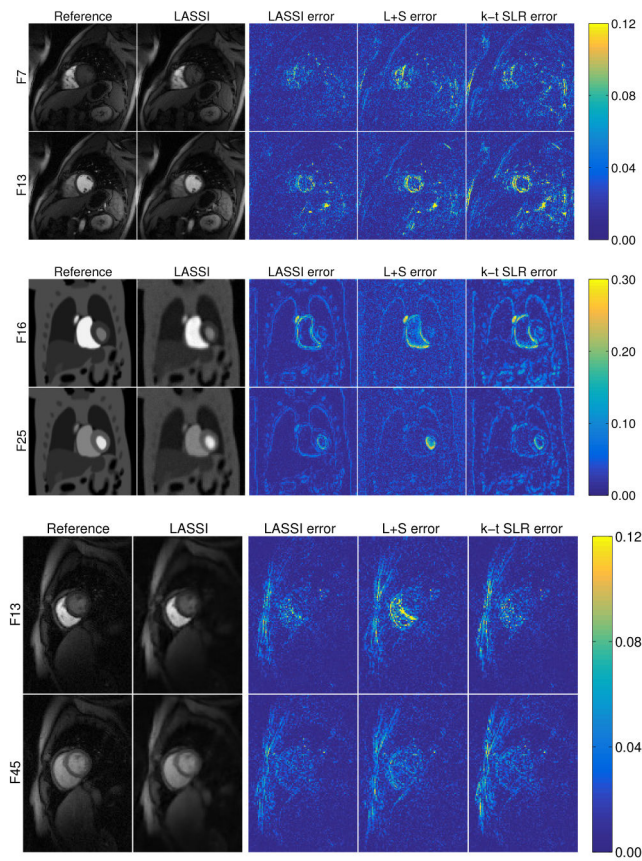 Reference LASSI LASSI error L+S error k−t SLR error
0.12
F7
0.08
F13
0.04
0.00
Reference LASSI LASSI error L+S error k−t SLR error
0.30
F16
0.20
F25
0.10
0.00
Reference LASSI LASSI error L+S error k−t SLR error
0.12
F13
0.08
F45
0.04
0.00